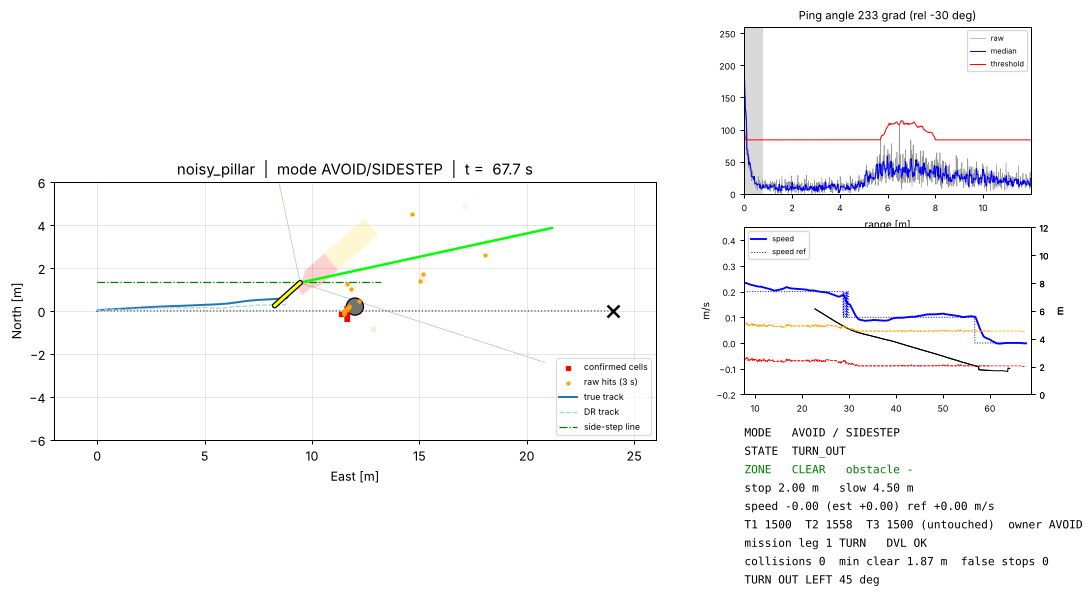 noisy_pillar | mode AVOID/SIDESTEP | t = 67.7 s
6
4
2
0
−2
−4
−6
North [m]
0
5
10
15
20
25
East [m]
confirmed cells
raw hits (3 s)
true track
DR track
side-step line
Ping angle 233 grad (rel -30 deg)
250
200
150
100
50
0
raw
median
threshold
0
2
4
6
8
10
range [m]
0.4
0.3
0.2
0.1
0.0
−0.1
−0.2
m/s
speed
speed ref
12
10
8
6
4
2
0
m
10
20
30
40
50
60
MODE AVOID / SIDESTEP
STATE TURN_OUT
ZONE CLEAR obstacle -
stop 2.00 m slow 4.50 m
speed -0.00 (est +0.00) ref +0.00 m/s
T1 1500 T2 1558 T3 1500 (untouched) owner AVOID
mission leg 1 TURN DVL OK
collisions 0 min clear 1.87 m false stops 0
TURN OUT LEFT 45 deg